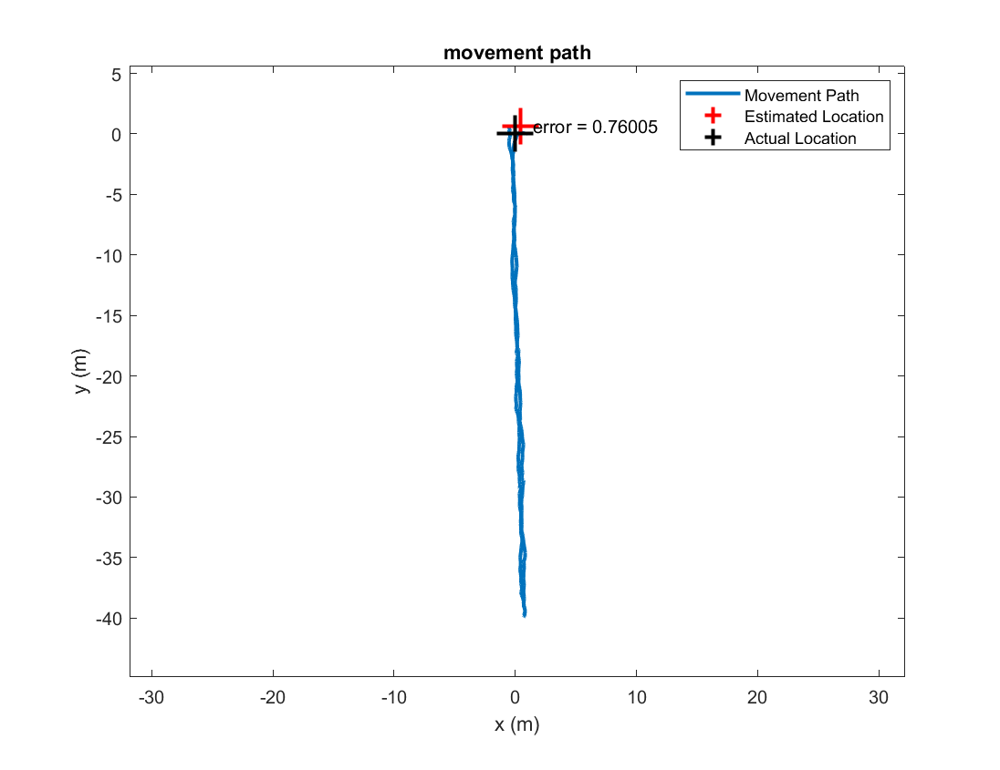 movement path
5
0
-5
-10
-15
-20
-25
-30
-35
-40
y (m)
error = 0.76005
Movement Path
Estimated Location
Actual Location
-30
-20
-10
0
10
20
30
x (m)